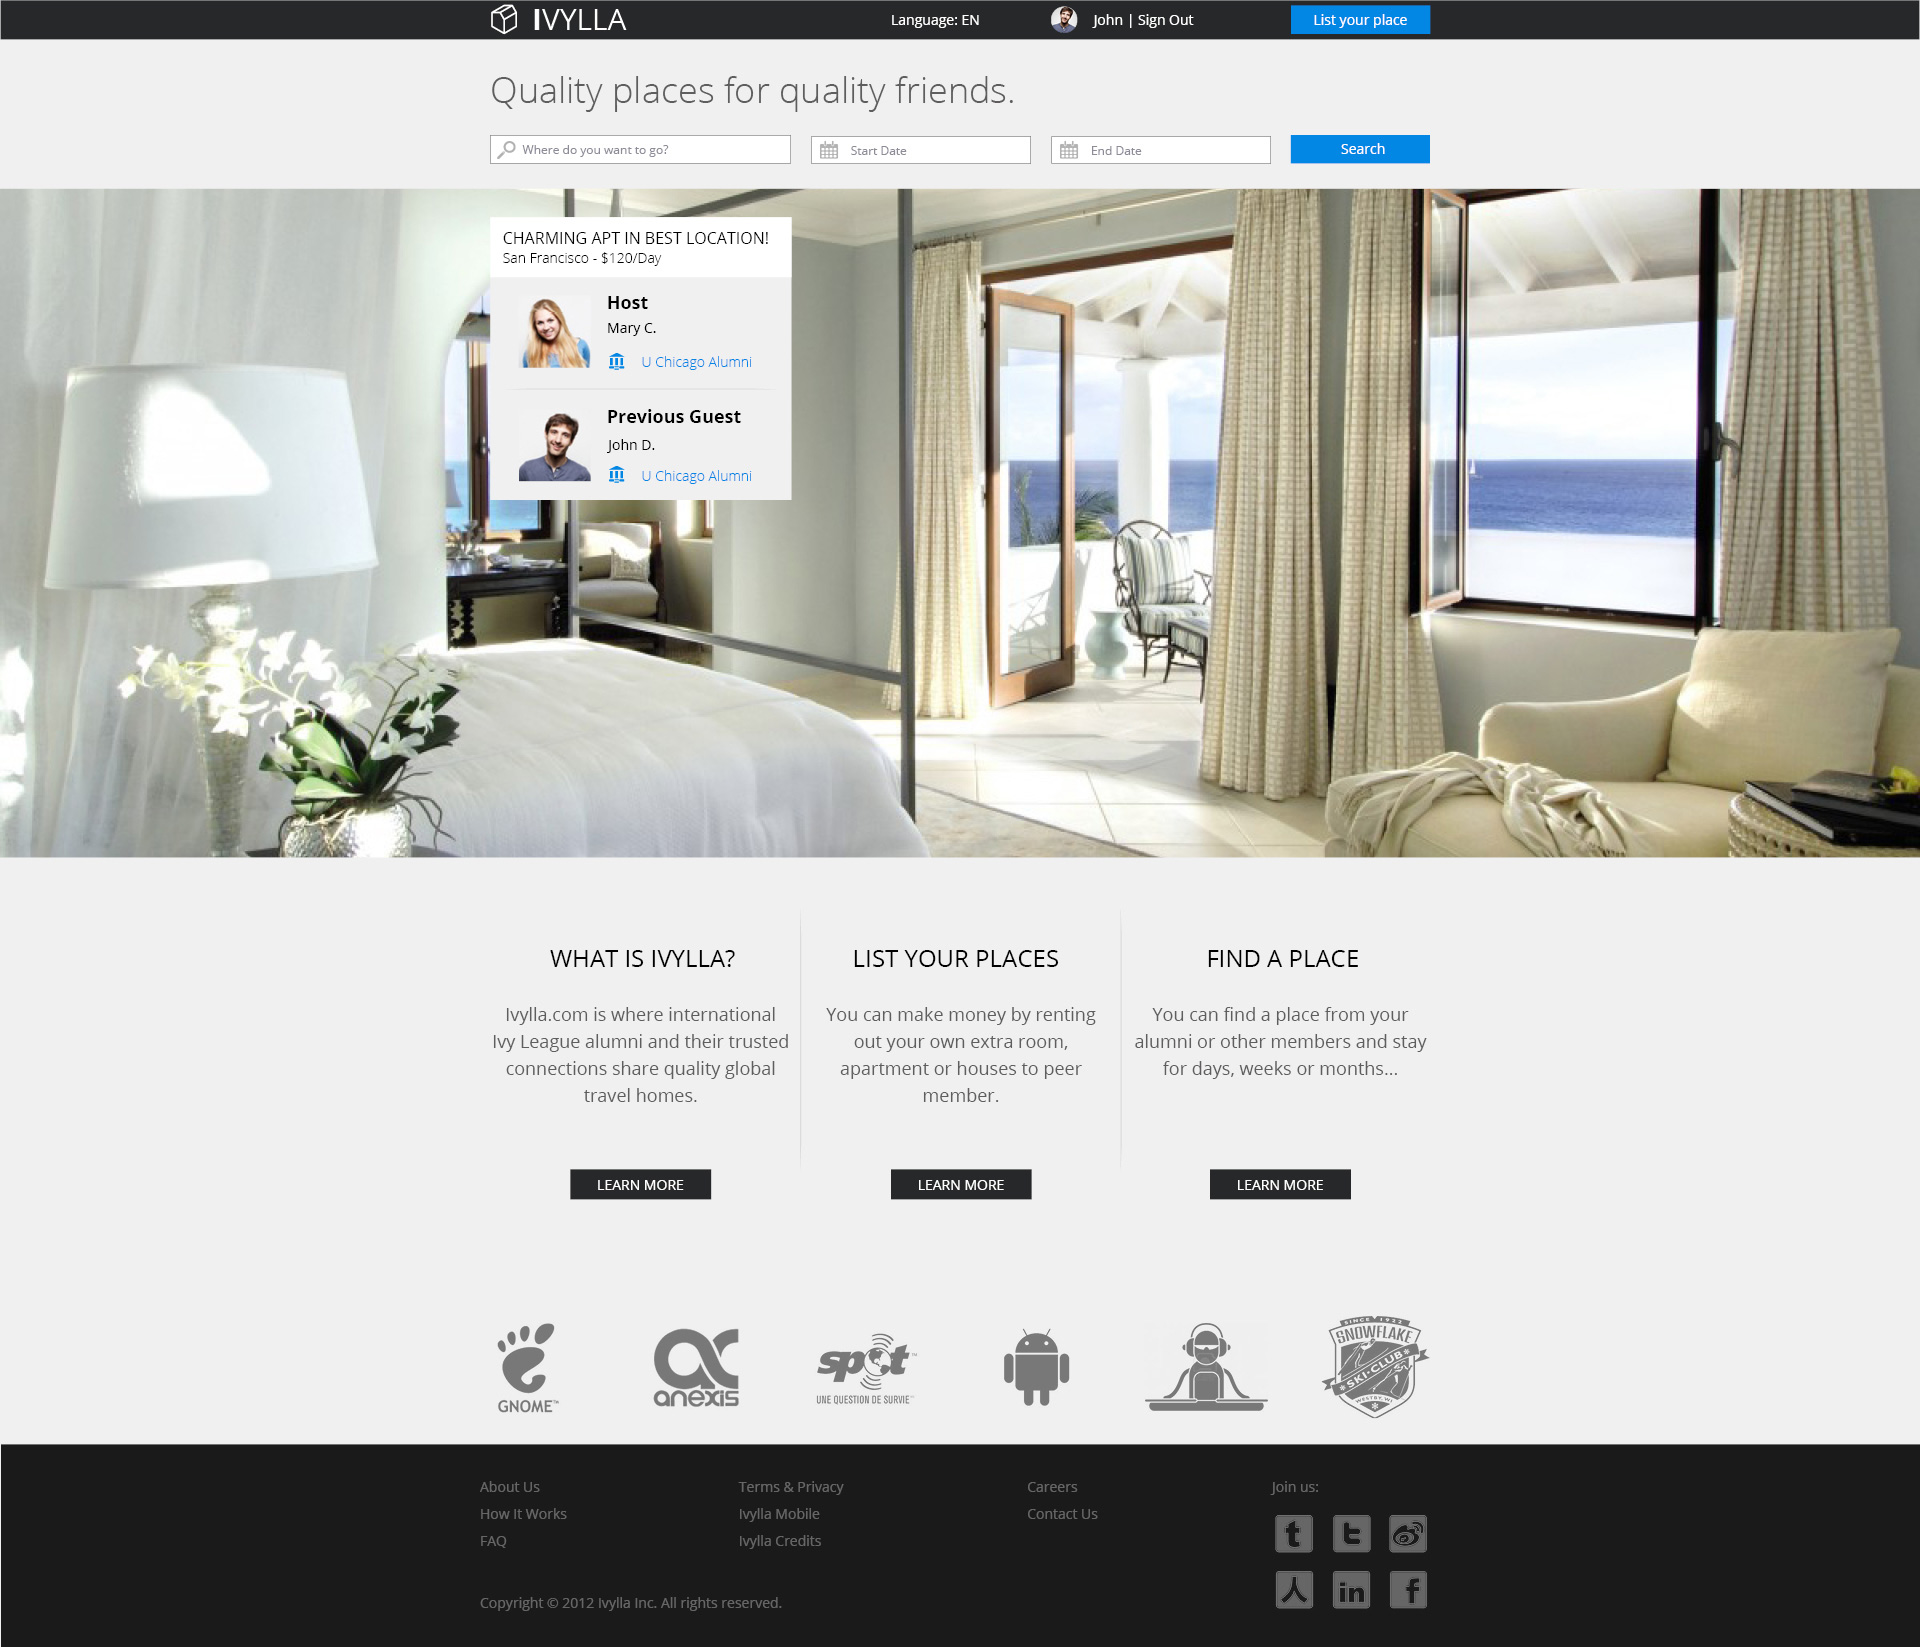 IVYLLA
Language: EN
John | Sign Out
List your place
Quality places for quality friends.
Where do you want to go?
Start Date
End Date
Search
CHARMING APT IN BEST LOCATION!
San Francisco - $120/Day
Host
Mary C.
U Chicago Alumni
Previous Guest
John D.
U Chicago Alumni
WHAT IS IVYLLA?
Ivylla.com is where international
Ivy League alumni and their trusted
connections share quality global
travel homes.
LEARN MORE
LIST YOUR PLACES
You can make money by renting
out your own extra room,
apartment or houses to peer
member.
LEARN MORE
FIND A PLACE
You can find a place from your
alumni or other members and stay
for days, weeks or months...
LEARN MORE
GNOME™
anexis
spot™
UNE QUESTION DE SURVIE™
SINCE 1922
SNOWFLAKE
SKI·CLUB
WESTBY, WI
About Us
How It Works
FAQ
Terms & Privacy
Ivylla Mobile
Ivylla Credits
Careers
Contact Us
Join us:
t
t
人
in
f
Copyright © 2012 Ivylla Inc. All rights reserved.